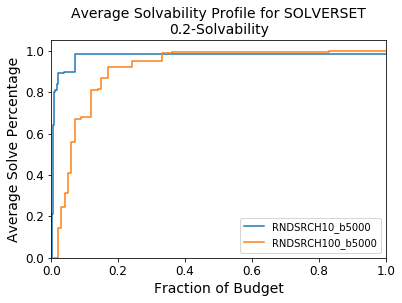 Average Solvability Profile for SOLVERSET
0.2-Solvability
Average Solve Percentage
1.0
0.8
0.6
0.4
0.2
0.0
RNDSRCH10_b5000
RNDSRCH100_b5000
0.0 0.2 0.4 0.6 0.8 1.0
Fraction of Budget